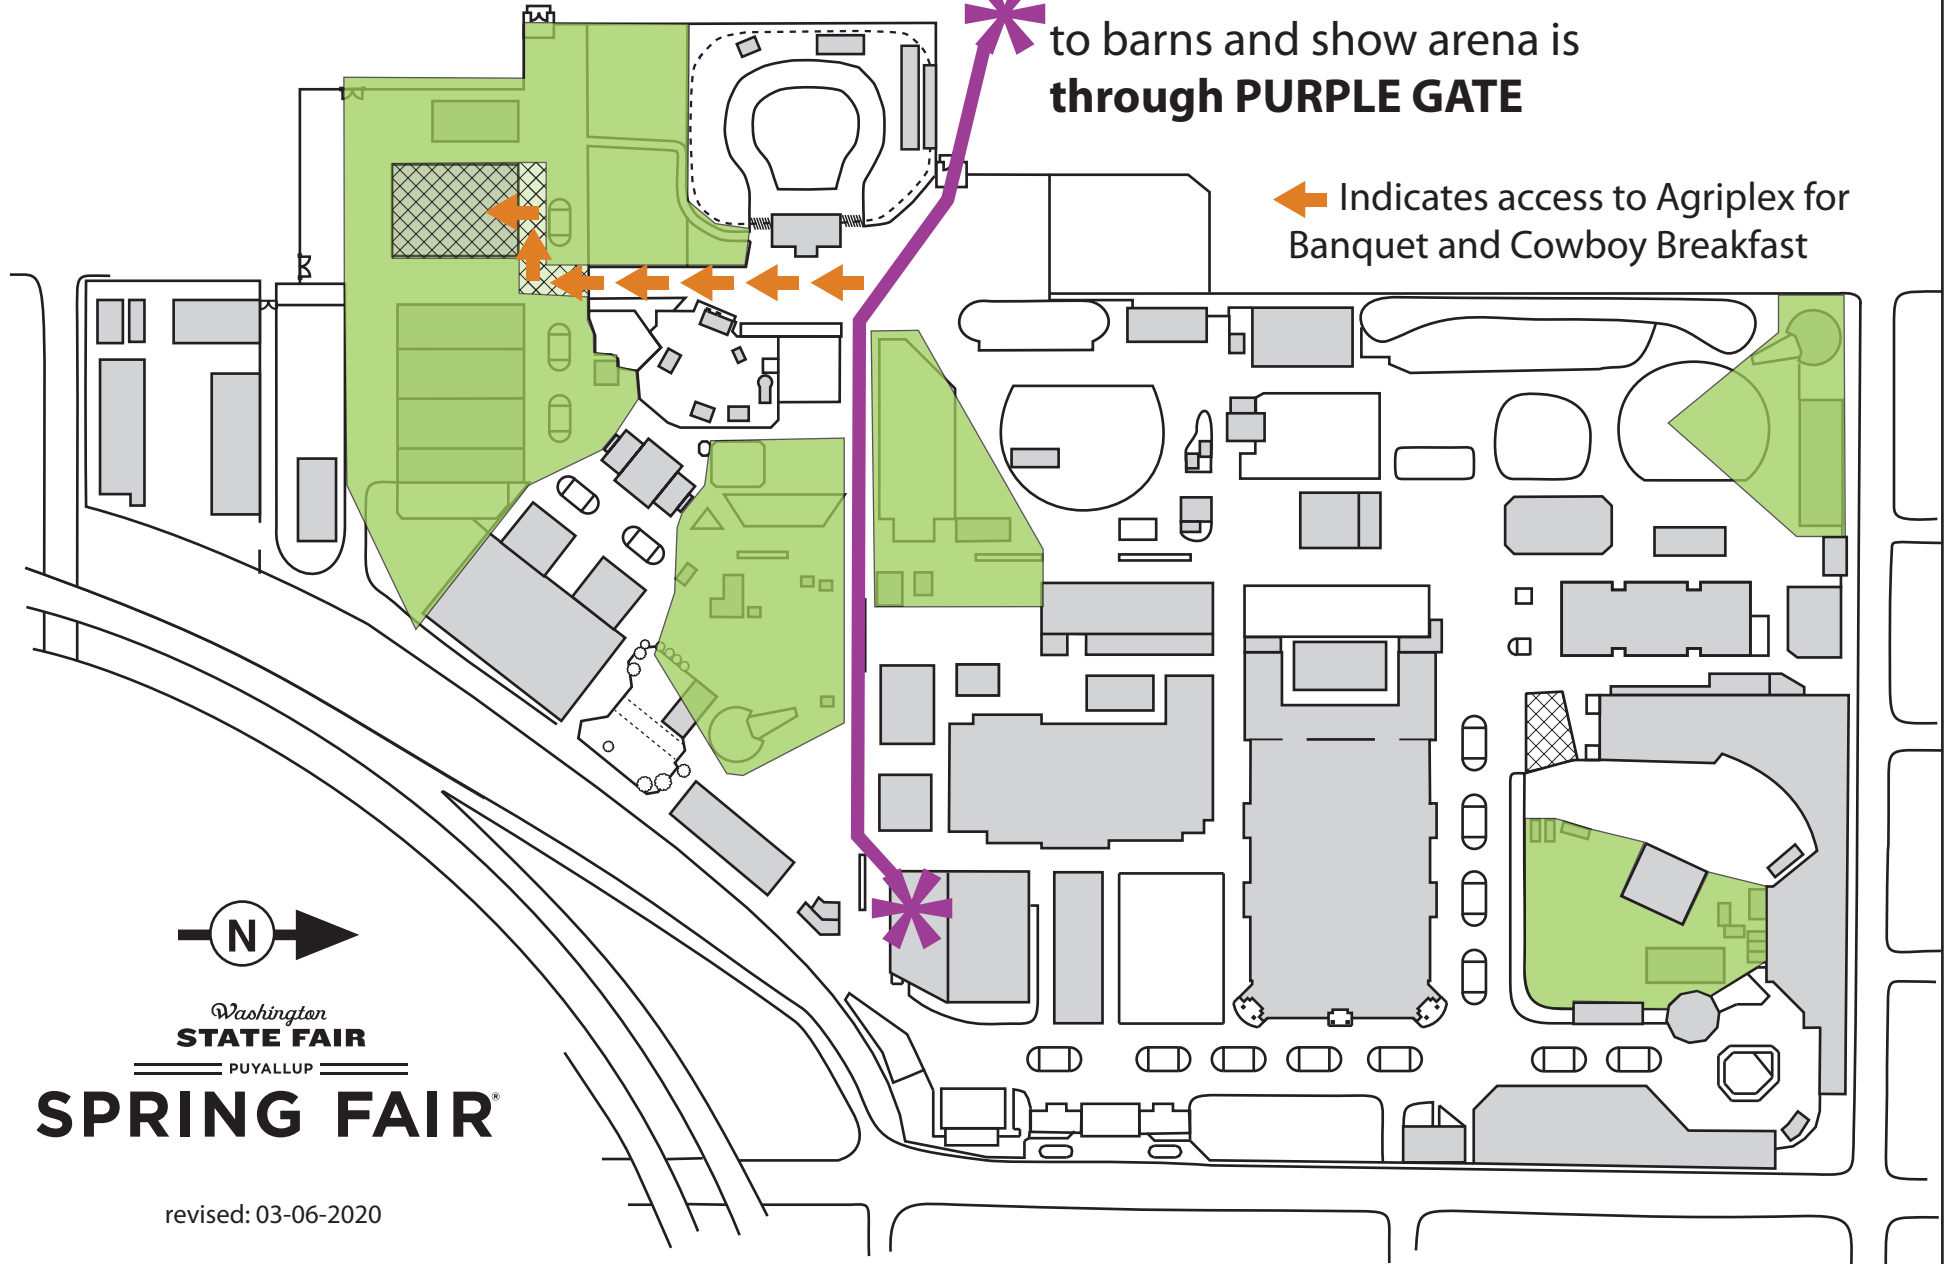 to barns and show arena is
through PURPLE GATE
Indicates access to Agriplex for
Banquet and Cowboy Breakfast
N
Washington
STATE FAIR
PUYALLUP
SPRING FAIR®
revised: 03-06-2020